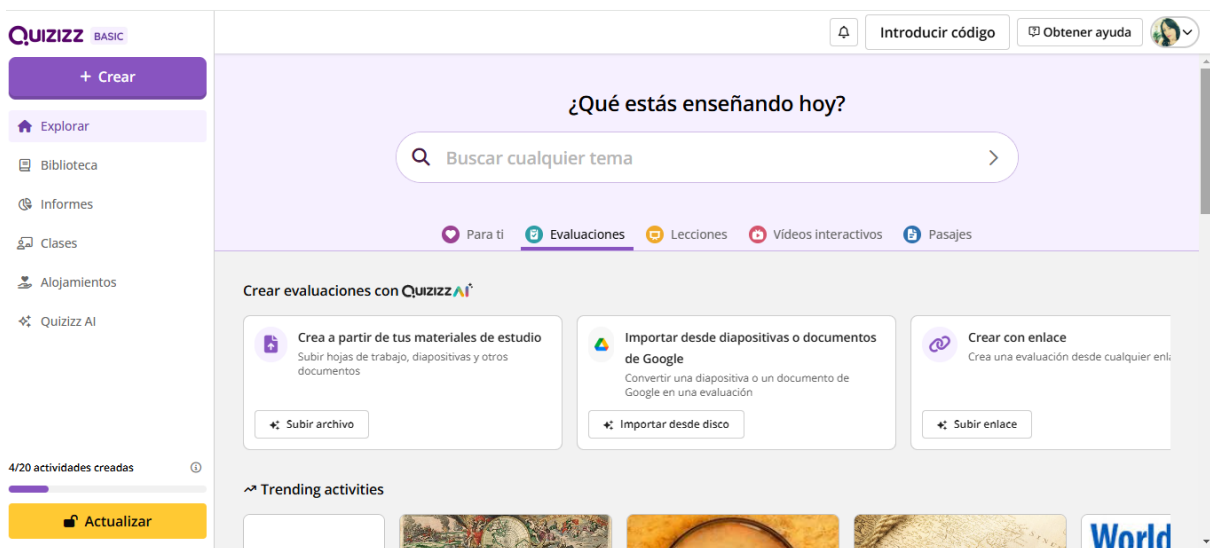 QUIZIZZ BASIC
+ Crear
Explorar
Biblioteca
Informes
Clases
Alojamientos
Quizizz AI
4/20 actividades creadas
Actualizar
Introducir código
Obtener ayuda
¿Qué estás enseñando hoy?
Buscar cualquier tema
Para ti
Evaluaciones
Lecciones
Vídeos interactivos
Pasajes
Crear evaluaciones con QUIZIZZ AI
Crea a partir de tus materiales de estudio
Subir hojas de trabajo, diapositivas y otros
documentos
Subir archivo
Importar desde diapositivas o documentos
de Google
Convertir una diapositiva o un documento de
Google en una evaluación
Importar desde disco
Crear con enlace
Crea una evaluación desde cualquier enl
Subir enlace
Trending activities
World